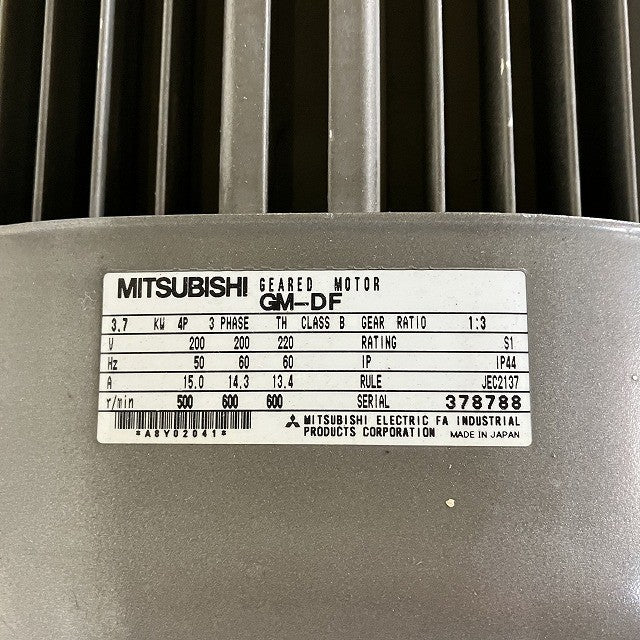 MITSUBISHI GEARED MOTOR
GM-DF
3.7 KW 4P 3 PHASE TH CLASS B GEAR RATIO 1:3
V 200 200 220 RATING S1
Hz 50 60 60 IP IP44
A 15.0 14.3 13.4 RULE JEC2137
r/min 500 600 600 SERIAL 378788
*A8Y02041*
MITSUBISHI ELECTRIC FA INDUSTRIAL
PRODUCTS CORPORATION MADE IN JAPAN